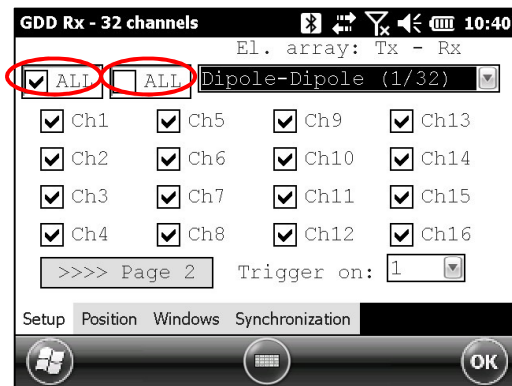 GDD Rx - 32 channels 10:40
El. array: Tx - Rx
ALL ALL Dipole-Dipole (1/32)
Ch1 Ch5 Ch9 Ch13
Ch2 Ch6 Ch10 Ch14
Ch3 Ch7 Ch11 Ch15
Ch4 Ch8 Ch12 Ch16
>>>> Page 2 Trigger on: 1
Setup Position Windows Synchronization
OK